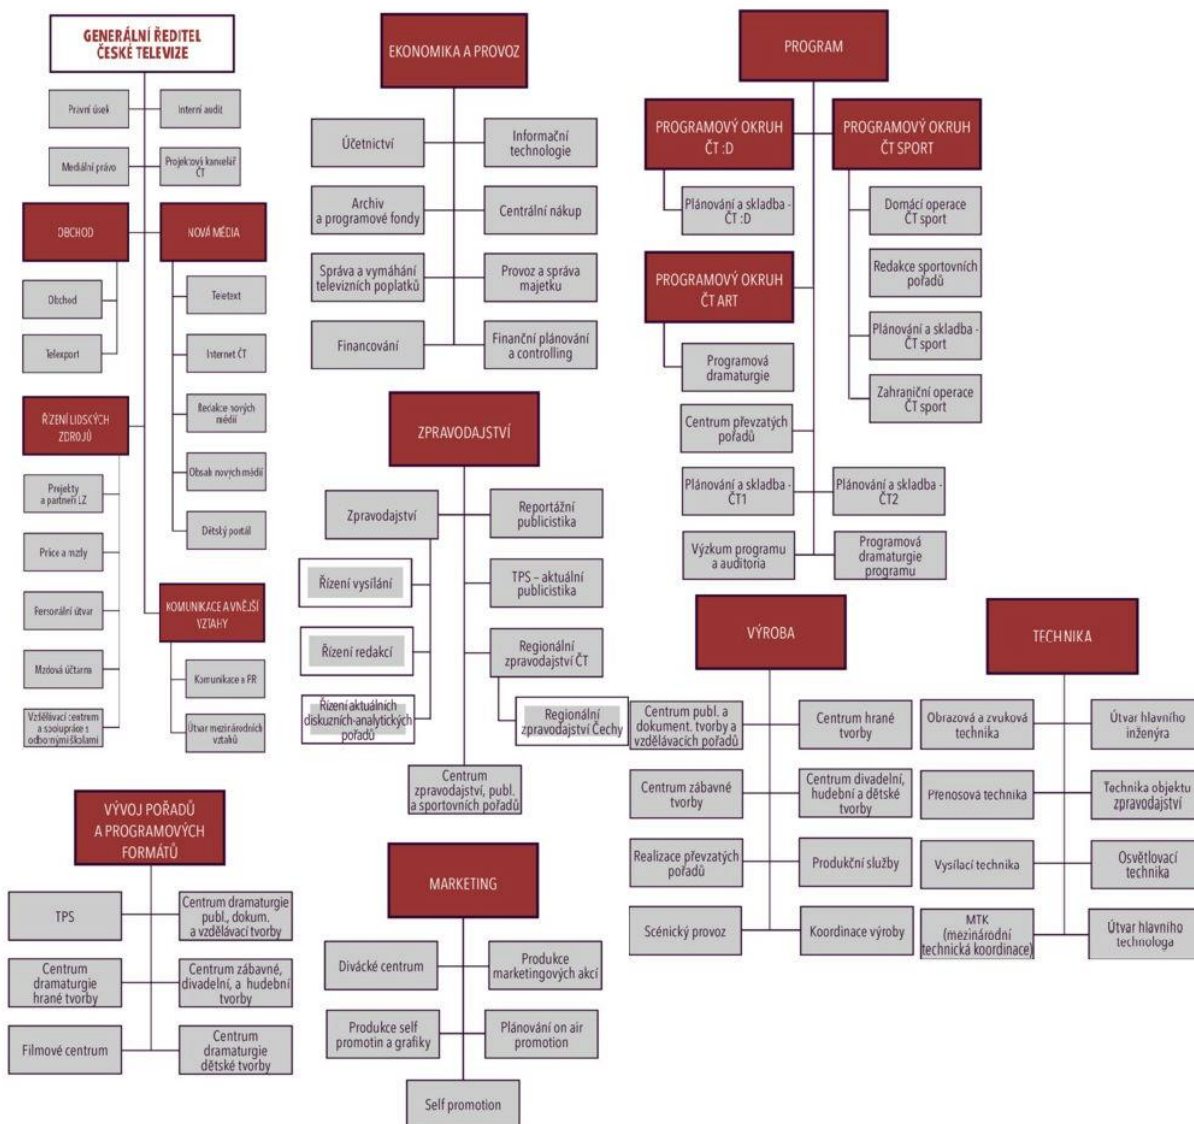 GENERÁLNÍ ŘEDITEL
ČESKÉ TELEVIZE
Právní úsek
Interní audit
Mediální právo
Projektová kancelář
ČT
OBCHOD
NOVÁ MÉDIA
Obchod
Telexport
Teletext
Internet ČT
Redakce nových
médií
Obsah nových médií
Dětský portál
ŘÍZENÍ LIDSKÝCH
ZDROJŮ
Projekty
a partneři LZ
Práce a mzdy
Personální útvar
Mzdová účtárna
Vzdělávací centrum
a spolupráce s
odbornými školami
KOMUNIKACE A VNĚJŠÍ
VZTAHY
Komunikace a PR
Útvar mezinárodních
vztahů
EKONOMIKA A PROVOZ
Účetnictví
Informační
technologie
Archiv
a programové fondy
Centrální nákup
Správa a vymáhání
televizních poplatků
Provoz a správa
majetku
Financování
Finanční plánování
a controlling
PROGRAM
PROGRAMOVÝ OKRUH
ČT :D
PROGRAMOVÝ OKRUH
ČT SPORT
Plánování a skladba -
ČT :D
Domácí operace
ČT sport
Redakce sportovních
pořadů
Plánování a skladba -
ČT sport
Zahraniční operace
ČT sport
PROGRAMOVÝ OKRUH
ČT ART
Programová
dramaturgie
Centrum převzatých
pořadů
Plánování a skladba -
ČT1
Plánování a skladba -
ČT2
Výzkum programu
a auditoria
Programová
dramaturgie
programu
ZPRAVODAJSTVÍ
Zpravodajství
Reportážní
publicistika
Řízení vysílání
TPS – aktuální
publicistika
Řízení redakcí
Regionální
zpravodajství ČT
Řízení aktuálních
diskuzních-analytických
pořadů
Regionální
zpravodajství Čechy
Centrum
zpravodajství, publ.
a sportovních pořadů
VÝROBA
Centrum publ. a
dokument. tvorby a
vzdělávacích pořadů
Centrum hrané
tvorby
Centrum zábavné
tvorby
Centrum divadelní,
hudební a dětské
tvorby
Realizace převzatých
pořadů
Produkční služby
Scénický provoz
Koordinace výroby
TECHNIKA
Obrazová a zvuková
technika
Útvar hlavního
inženýra
Přenosová technika
Technika objektu
zpravodajství
Vysílací technika
Osvětlovací
technika
MTK
(mezinárodní
technická koordinace)
Útvar hlavního
technologa
VÝVOJ POŘADŮ
A PROGRAMOVÝCH
FORMÁTŮ
TPS
Centrum dramaturgie
publ., dokum.
a vzdělávací tvorby
Centrum
dramaturgie
hrané tvorby
Centrum zábavné,
divadelní, a hudební
tvorby
Filmové centrum
Centrum
dramaturgie
dětské tvorby
MARKETING
Divácké centrum
Produkce
marketingových akcí
Produkce self
promotin a grafiky
Plánování on air
promotion
Self promotion